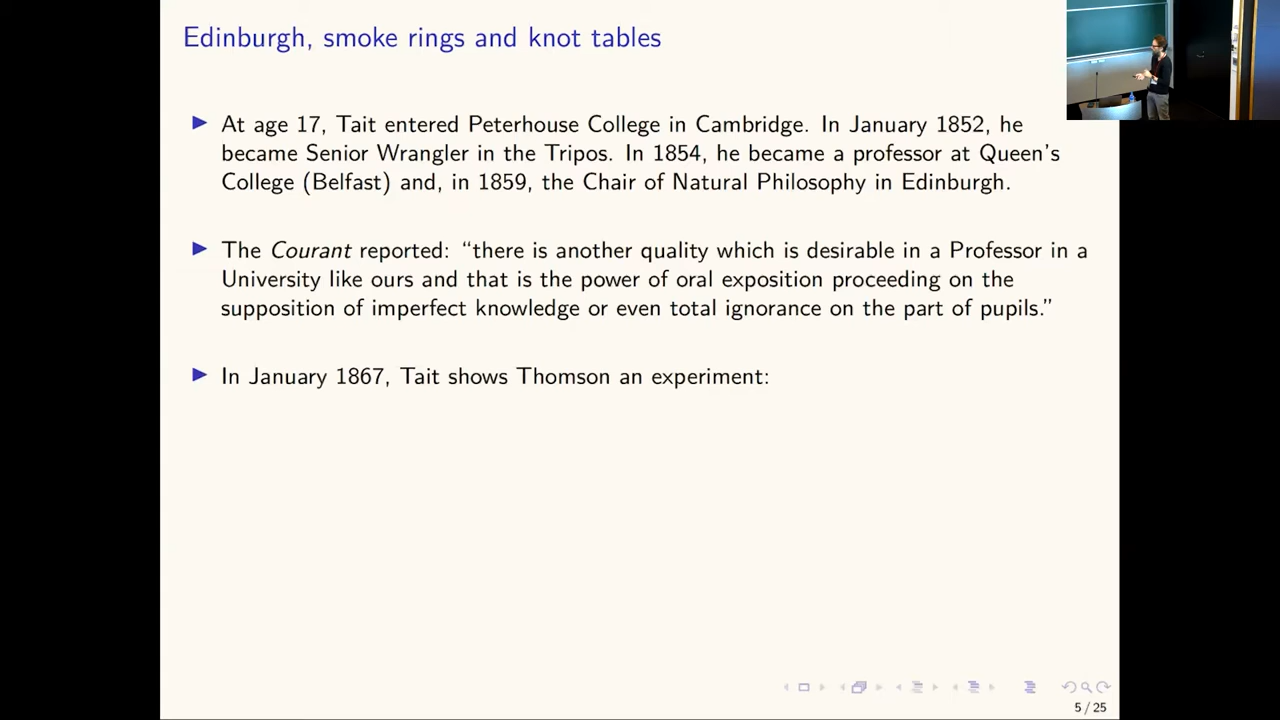 Edinburgh, smoke rings and knot tables
▶ At age 17, Tait entered Peterhouse College in Cambridge. In January 1852, he
became Senior Wrangler in the Tripos. In 1854, he became a professor at Queen's
College (Belfast) and, in 1859, the Chair of Natural Philosophy in Edinburgh.
▶ The Courant reported: “there is another quality which is desirable in a Professor in a
University like ours and that is the power of oral exposition proceeding on the
supposition of imperfect knowledge or even total ignorance on the part of pupils.”
▶ In January 1867, Tait shows Thomson an experiment:
5 / 25